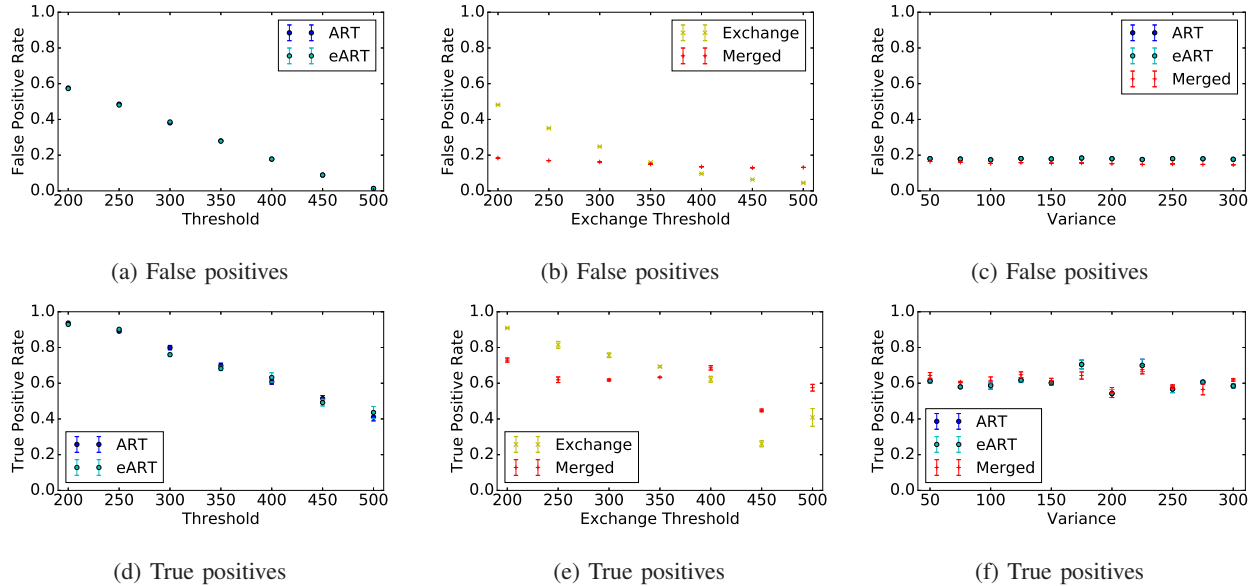 1.0
0.8
0.6
0.4
0.2
0.0
False Positive Rate
200 250 300 350 400 450 500
Threshold
ART
eART
(a) False positives
1.0
0.8
0.6
0.4
0.2
0.0
False Positive Rate
200 250 300 350 400 450 500
Exchange Threshold
Exchange
Merged
(b) False positives
1.0
0.8
0.6
0.4
0.2
0.0
False Positive Rate
50 100 150 200 250 300
Variance
ART
eART
Merged
(c) False positives
1.0
0.8
0.6
0.4
0.2
0.0
True Positive Rate
200 250 300 350 400 450 500
Threshold
ART
eART
(d) True positives
1.0
0.8
0.6
0.4
0.2
0.0
True Positive Rate
200 250 300 350 400 450 500
Exchange Threshold
Exchange
Merged
(e) True positives
1.0
0.8
0.6
0.4
0.2
0.0
True Positive Rate
50 100 150 200 250 300
Variance
ART
eART
Merged
(f) True positives